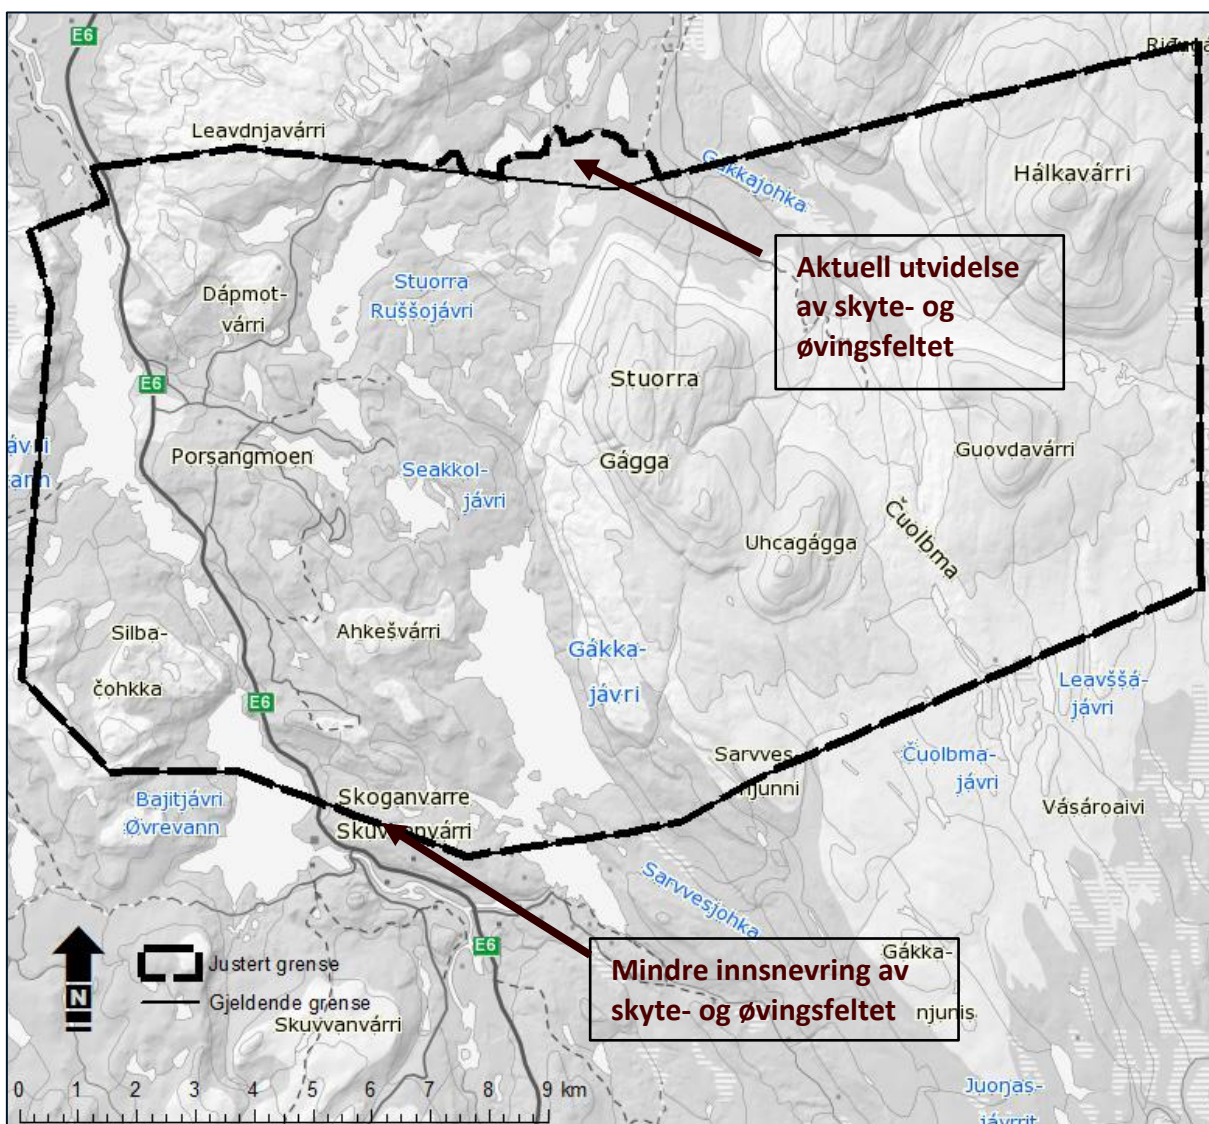 E6
Leavdnjavárri
Gákkajohka
Hálkavárri
Aktuell utvidelse
av skyte- og
øvingsfeltet
Stuorra
Ruššojávri
Dápmot-
várri
E6
Stuorra
Gágga
Porsangmoen
Seakkol-
jávri
Guovdavárri
Uhcagágga
Čuolbma
Silba-
čohkka
Ahkešvárri
Gákka-
jávri
E6
Leavššá-
jávri
Sarvves-
njunni
Čuolbma-
jávri
Bajitjávri
Øvrevann
Skoganvarre
Skuvvanvárri
Vásároaivi
Sarvvesjohka
E6
Mindre innsnevring av
skyte- og øvingsfeltet
Gákka-
njunis
N
Justert grense
Gjeldende grense
Skuvvanvárri
Juoŋas-
jávrrit
0 1 2 3 4 5 6 7 8 9 km